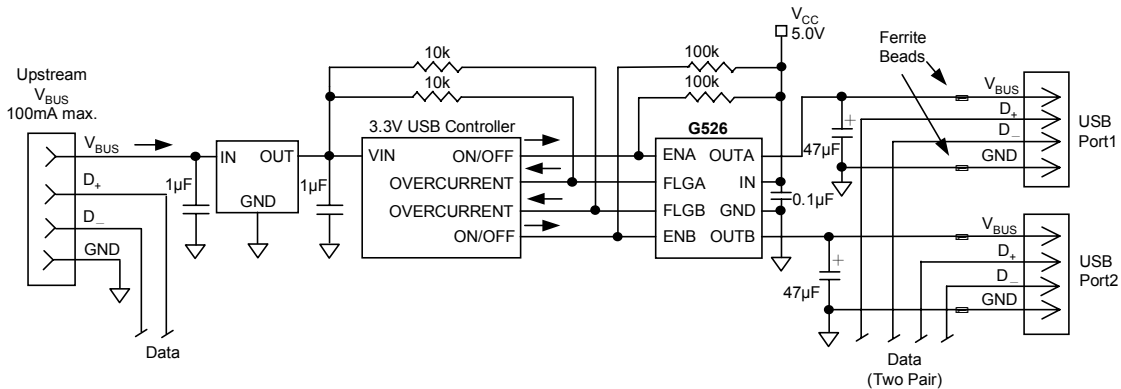 Upstream
VBUS
100mA max.
VBUS
D+
D−
GND
Data
1µF
IN OUT
GND
1µF
10k
10k
3.3V USB Controller
VIN
ON/OFF
OVERCURRENT
OVERCURRENT
ON/OFF
100k
100k
VCC
5.0V
G526
ENA OUTA
FLGA IN
FLGB GND
ENB OUTB
0.1µF
47µF
+
47µF
+
Ferrite
Beads
VBUS
D+
D−
GND
USB
Port1
VBUS
D+
D−
GND
USB
Port2
Data
(Two Pair)